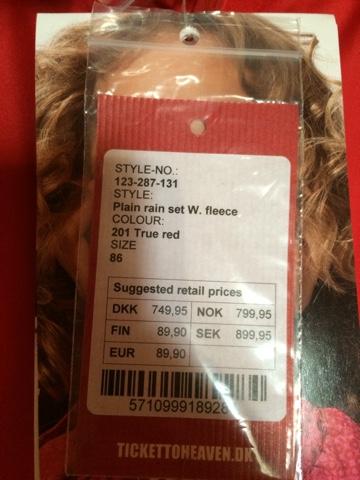 STYLE-NO.:
123-287-131
STYLE:
Plain rain set W. fleece
COLOUR:
201 True red
SIZE
86
Suggested retail prices
DKK 749,95 NOK 799,95
FIN 89,90 SEK 899,95
EUR 89,90
TICKETTOHEAVEN.DK